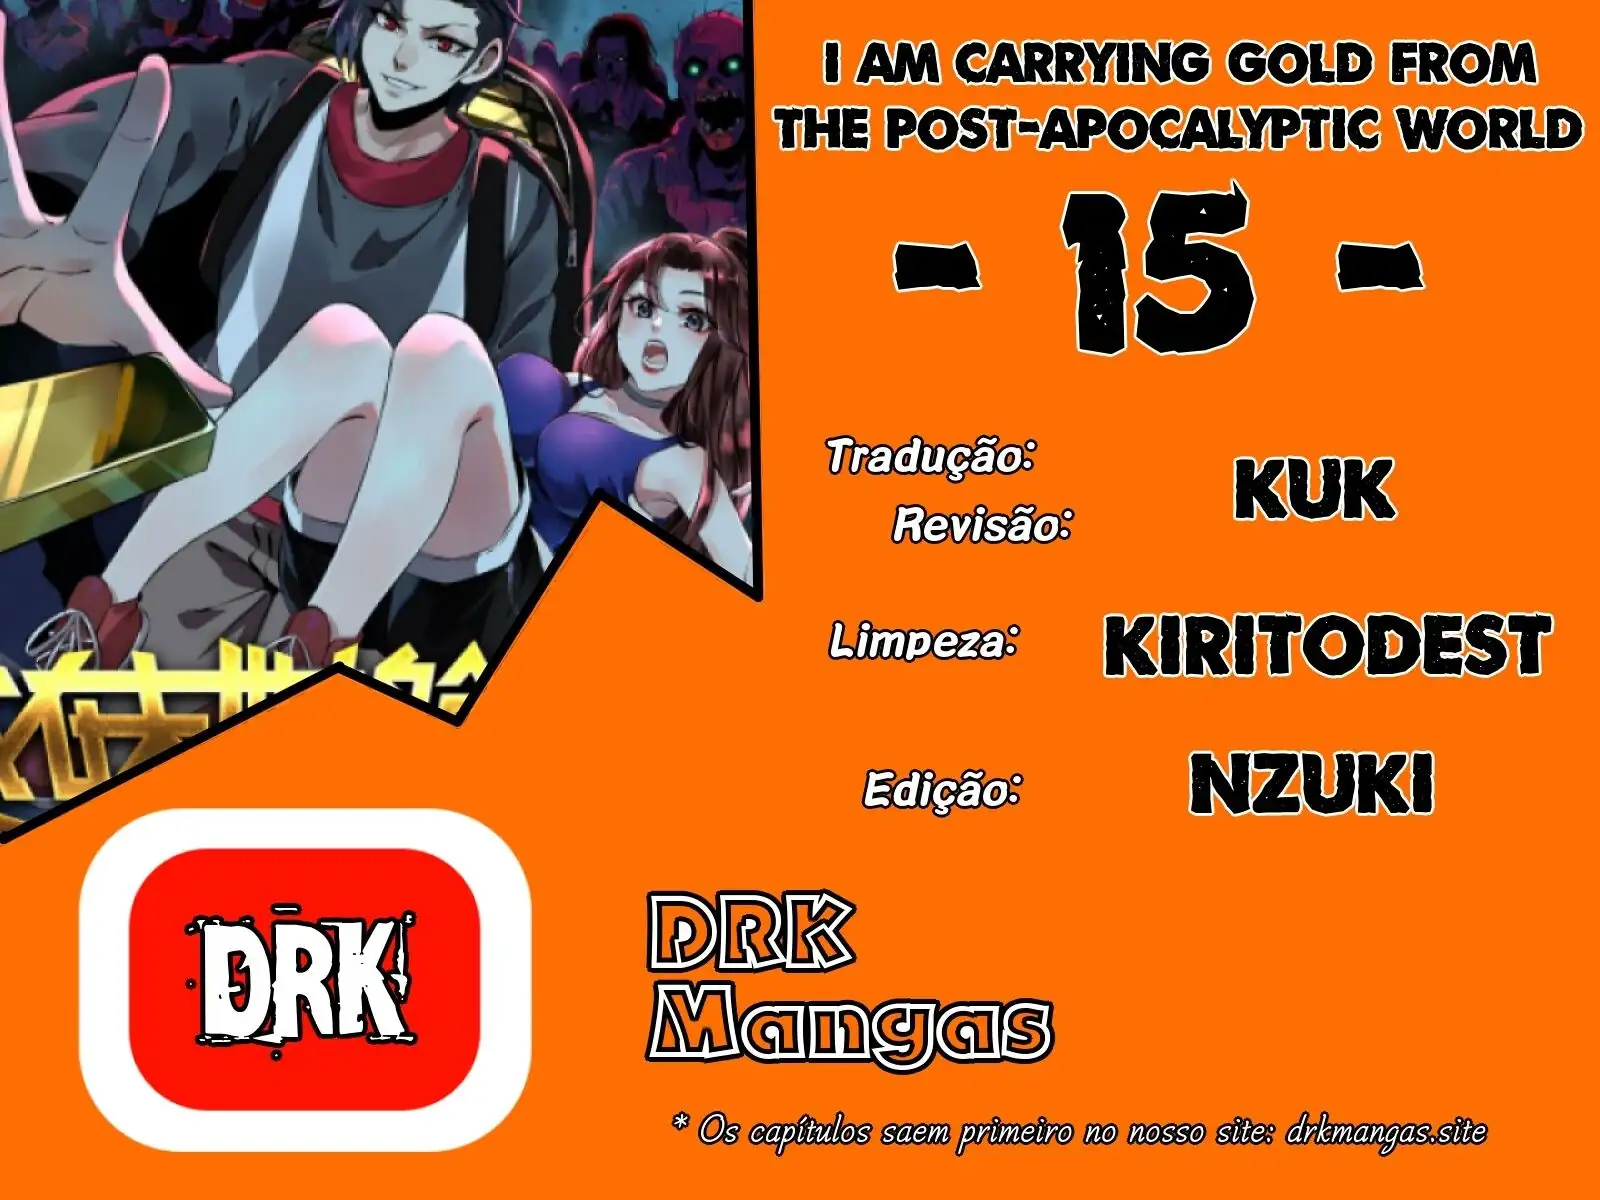 I AM CARRYING GOLD FROM
THE POST-APOCALYPTIC WORLD
- 15 -
Tradução:
Revisão:
KUK
Limpeza:
KIRITODEST
Edição:
NZUKI
DRK
DRK
Mangas
* Os capítulos saem primeiro no nosso site: drkmangas.site